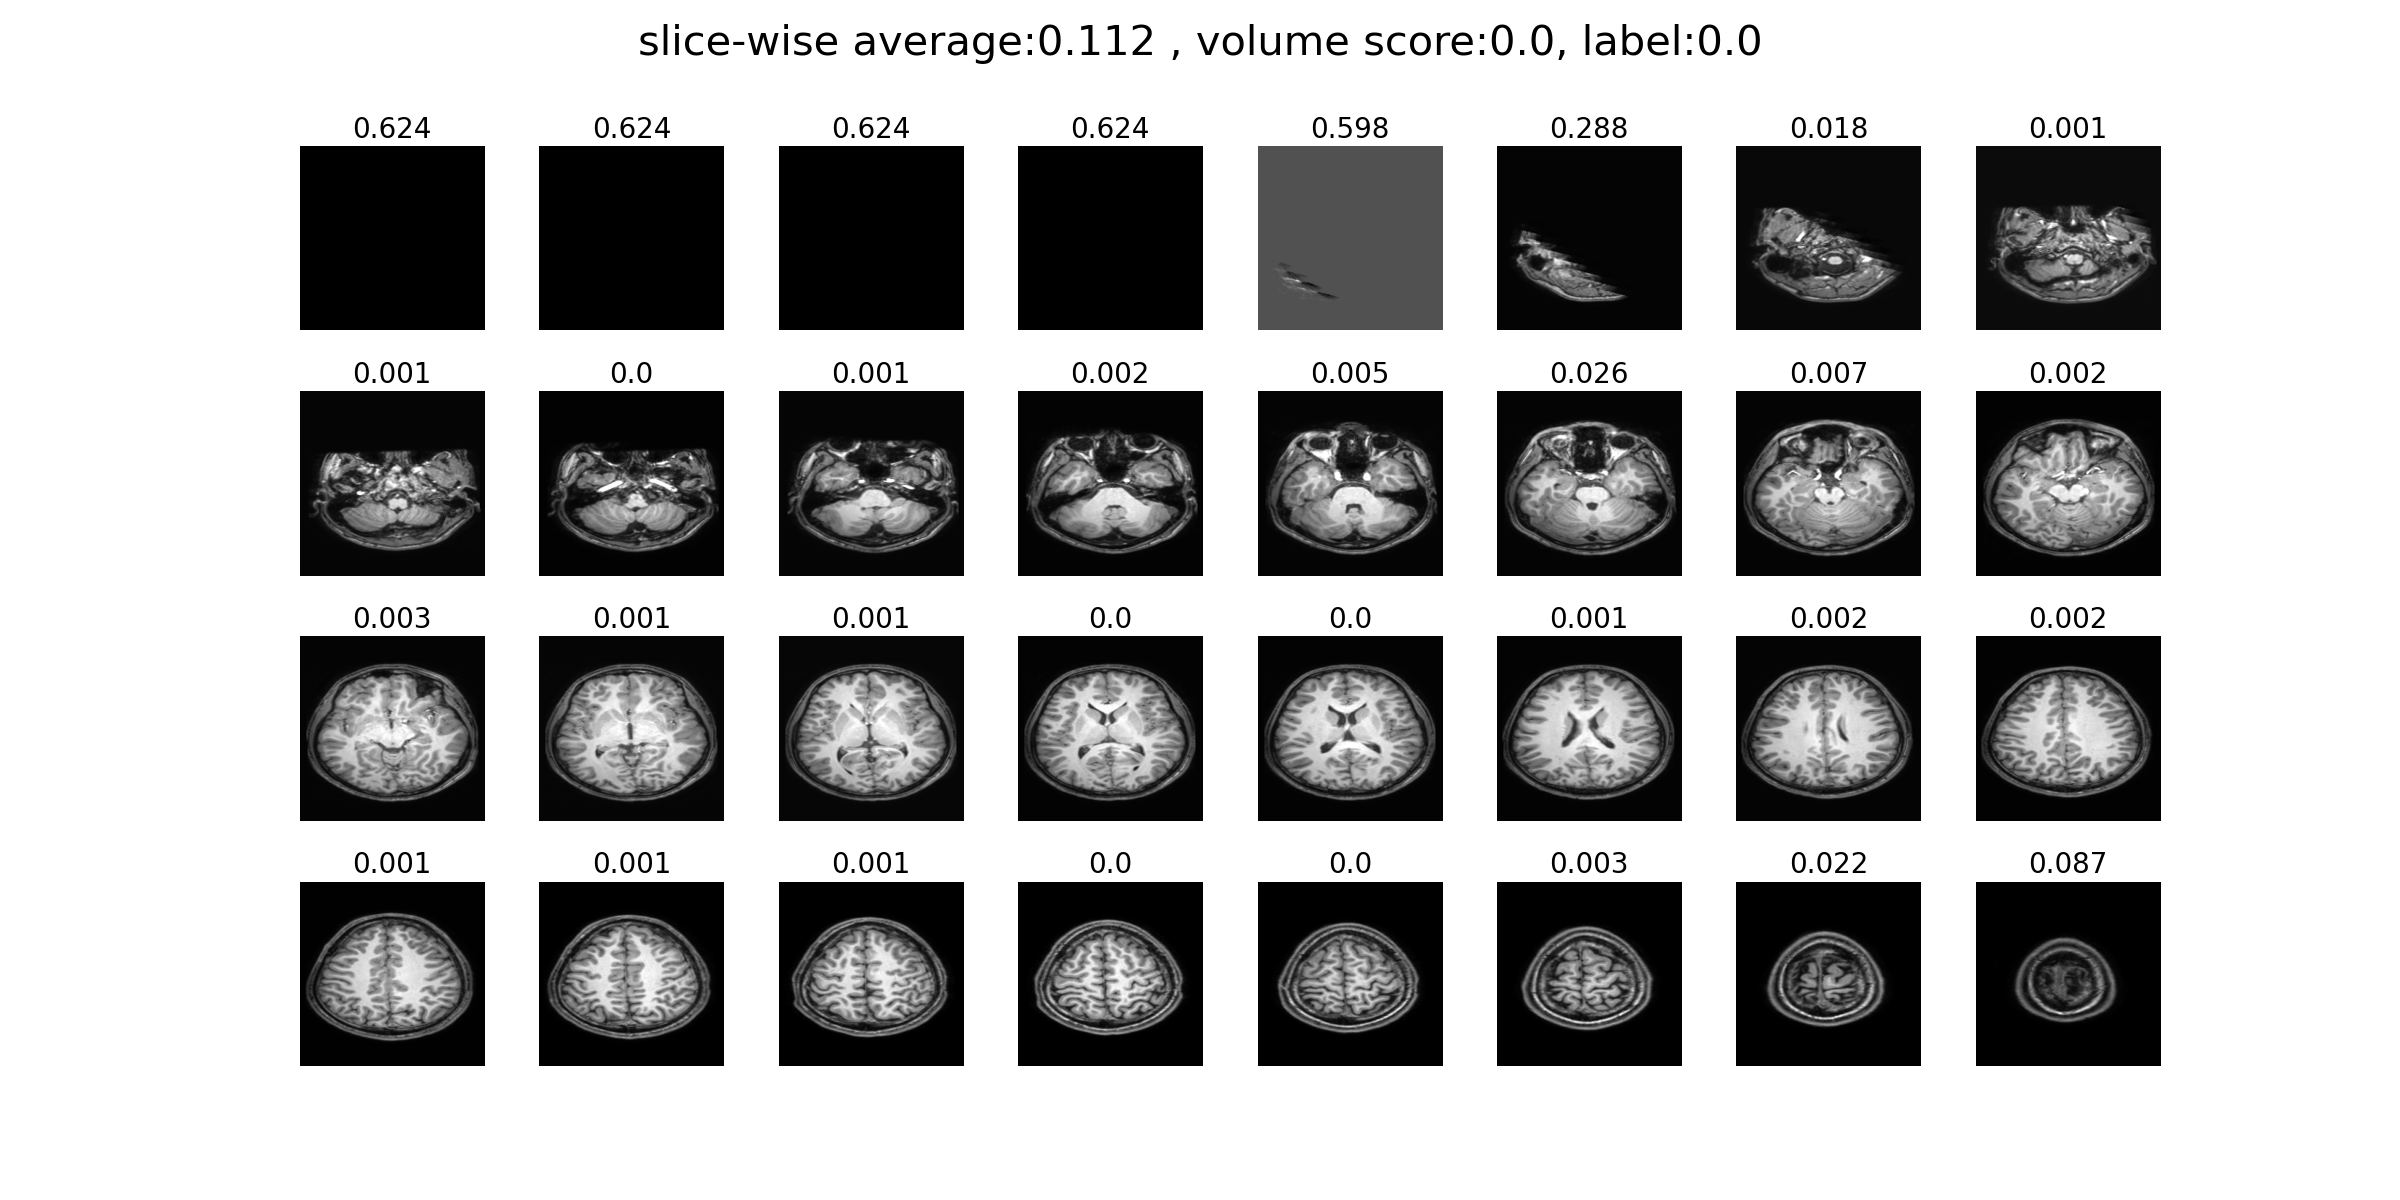 slice-wise average:0.112 , volume score:0.0, label:0.0
0.624 0.624 0.624 0.624 0.598 0.288 0.018 0.001
0.001 0.0 0.001 0.002 0.005 0.026 0.007 0.002
0.003 0.001 0.001 0.0 0.0 0.001 0.002 0.002
0.001 0.001 0.001 0.0 0.0 0.003 0.022 0.087